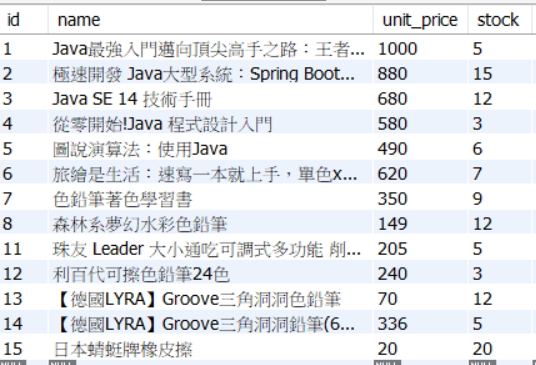 id name unit_price stock
1 Java最強入門邁向頂尖高手之路：王者... 1000 5
2 極速開發 Java大型系統：Spring Boot... 880 15
3 Java SE 14 技術手冊 680 12
4 從零開始!Java 程式設計入門 580 3
5 圖說演算法：使用Java 490 6
6 旅繪是生活：速寫一本就上手，單色x... 620 7
7 色鉛筆著色學習書 350 9
8 森林系夢幻水彩色鉛筆 149 12
11 珠友 Leader 大小通吃可調式多功能 削... 205 5
12 利百代可擦色鉛筆24色 240 3
13 【德國LYRA】Groove三角洞洞色鉛筆 70 12
14 【德國LYRA】Groove三角洞洞鉛筆(6... 336 5
15 日本蜻蜓牌橡皮擦 20 20